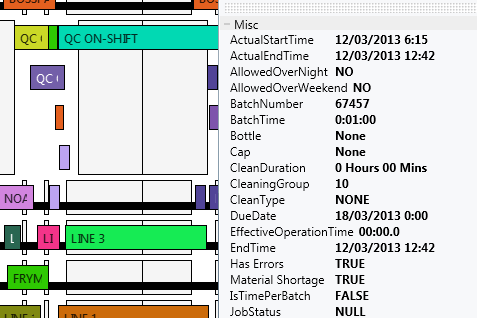 QC
QC ON-SHIFT
QC
NOA
L
LI
LINE 3
FRYM
LINE
LINE 1
Misc
ActualStartTime 12/03/2013 6:15
ActualEndTime 12/03/2013 12:42
AllowedOverNight NO
AllowedOverWeekend NO
BatchNumber 67457
BatchTime 0:01:00
Bottle None
Cap None
CleanDuration 0 Hours 00 Mins
CleaningGroup 10
CleanType NONE
DueDate 18/03/2013 0:00
EffectiveOperationTime 00:00.0
EndTime 12/03/2013 12:42
Has Errors TRUE
Material Shortage TRUE
IsTimePerBatch FALSE
JobStatus NULL